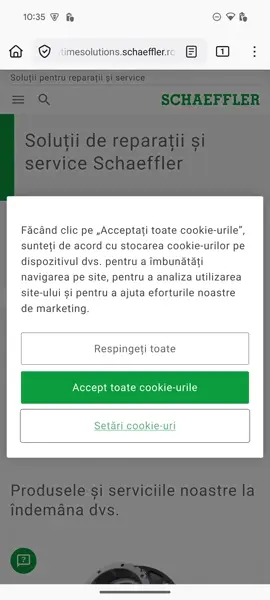 10:35
timesolutions.schaeffler.ro
1
Soluții pentru reparații și service
SCHAEFFLER
Soluții de reparații și
service Schaeffler
Făcând clic pe „Acceptați toate cookie-urile”,
sunteți de acord cu stocarea cookie-urilor pe
dispozitivul dvs. pentru a îmbunătăți
navigarea pe site, pentru a analiza utilizarea
site-ului și pentru a ajuta eforturile noastre
de marketing.
Respingeți toate
Accept toate cookie-urile
Setări cookie-uri
Produsele și serviciile noastre la
îndemâna dvs.